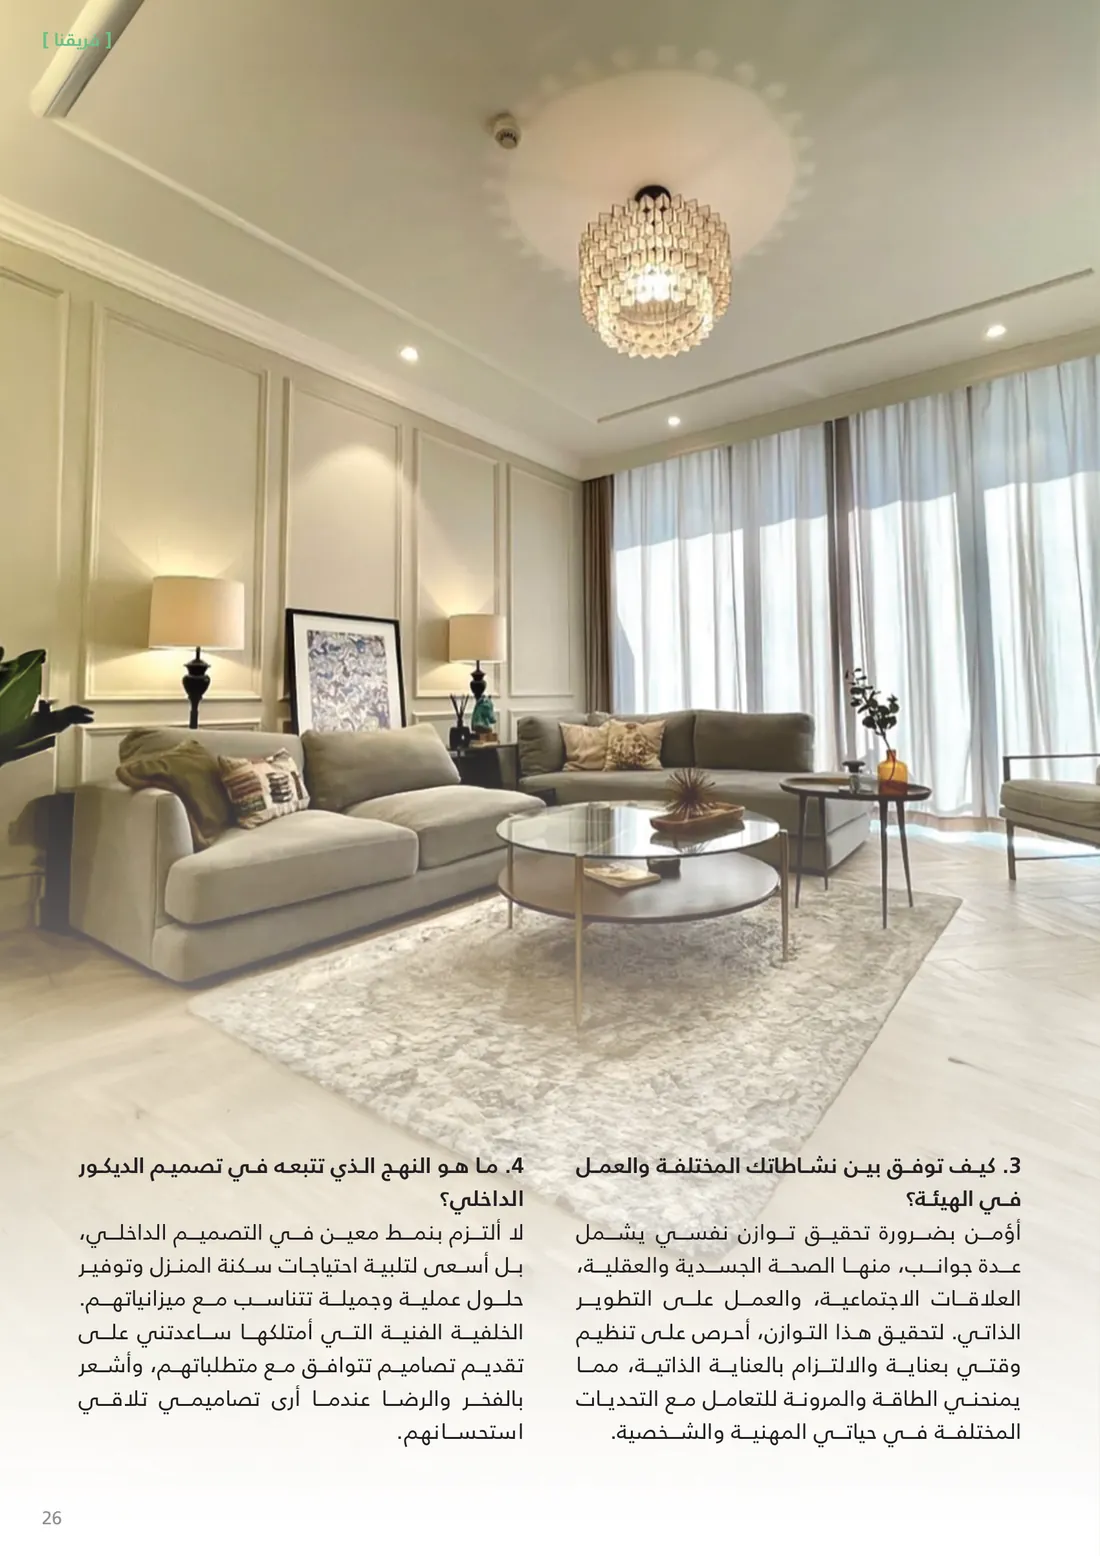 [ فريقنا ]
3. كيف توفق بين نشاطاتك المختلفة والعمل
في الهيئة؟
أؤمن بضرورة تحقيق توازن نفسي يشمل
عدة جوانب، منها الصحة الجسدية والعقلية،
العلاقات الاجتماعية، والعمل على التطوير
الذاتي. لتحقيق هذا التوازن، أحرص على تنظيم
وقتي بعناية والالتزام بالعناية الذاتية، مما
يمنحني الطاقة والمرونة للتعامل مع التحديات
المختلفة في حياتي المهنية والشخصية.
4. ما هو النهج الذي تتبعه في تصميم الديكور
الداخلي؟
لا ألتزم بنمط معين في التصميم الداخلي،
بل أسعى لتلبية احتياجات سكنة المنزل وتوفير
حلول عملية وجميلة تتناسب مع ميزانياتهم.
الخلفية الفنية التي أمتلكها ساعدتني على
تقديم تصاميم تتوافق مع متطلباتهم، وأشعر
بالفخر والرضا عندما أرى تصاميمي تلاقي
استحسانهم.
26